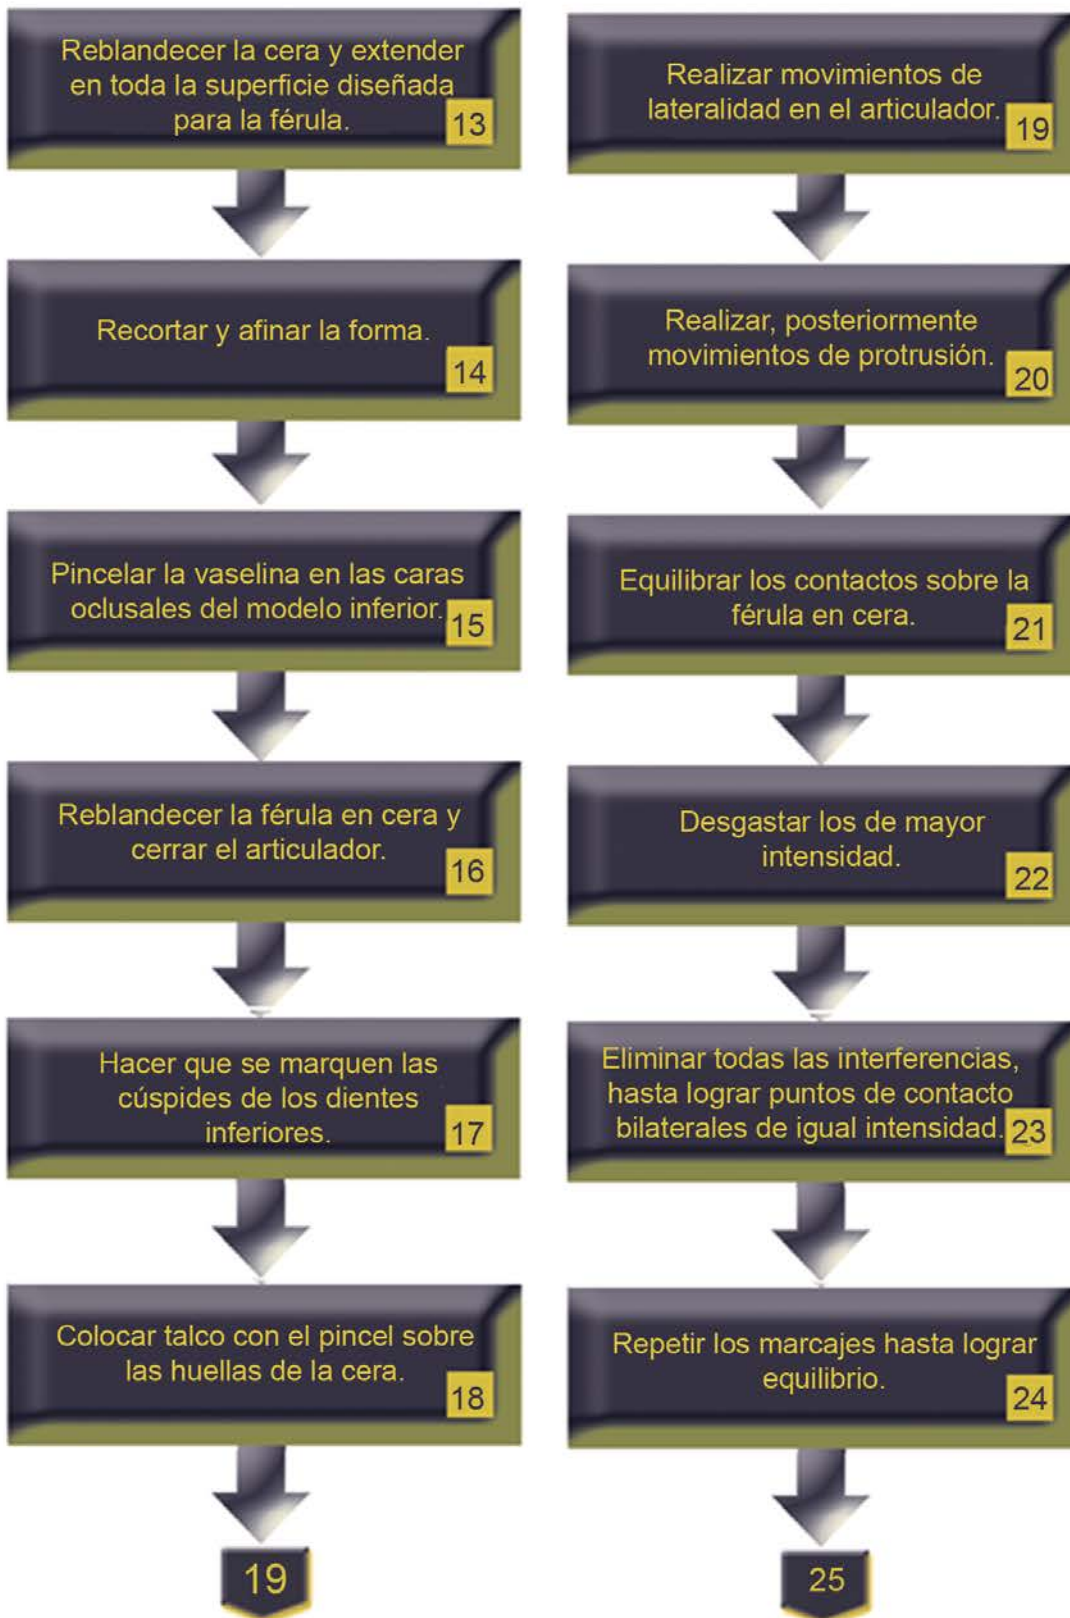 Reblandecer la cera y extender
en toda la superficie diseñada
para la férula.
13
Recortar y afinar la forma.
14
Pincelar la vaselina en las caras
oclusales del modelo inferior.
15
Reblandecer la férula en cera y
cerrar el articulador.
16
Hacer que se marquen las
cúspides de los dientes
inferiores.
17
Colocar talco con el pincel sobre
las huellas de la cera.
18
19
Realizar movimientos de
lateralidad en el articulador.
19
Realizar, posteriormente
movimientos de protrusión.
20
Equilibrar los contactos sobre la
férula en cera.
21
Desgastar los de mayor
intensidad.
22
Eliminar todas las interferencias,
hasta lograr puntos de contacto
bilaterales de igual intensidad.
23
Repetir los marcajes hasta lograr
equilibrio.
24
25